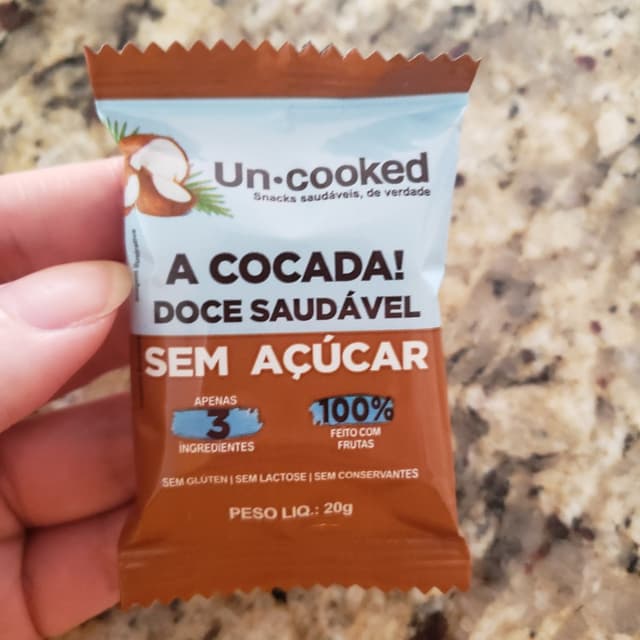 Un•cooked
Snacks saudáveis, de verdade
A COCADA!
DOCE SAUDÁVEL
SEM AÇÚCAR
APENAS
3
INGREDIENTES
100%
FEITO COM
FRUTAS
SEM GLÚTEN | SEM LACTOSE | SEM CONSERVANTES
PESO LIQ.: 20g